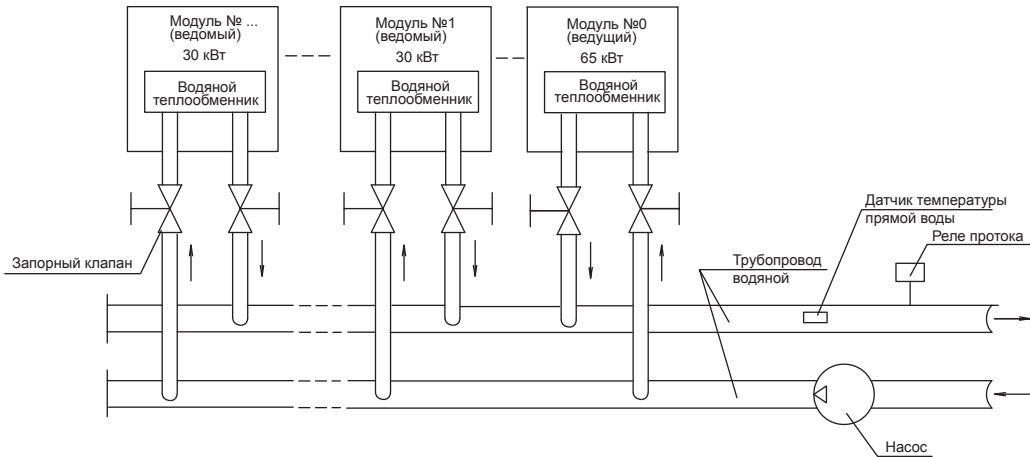 Модуль № ...
(ведомый)
30 кВт
Водяной
теплообменник
Модуль №1
(ведомый)
30 кВт
Водяной
теплообменник
Модуль №0
(ведущий)
65 кВт
Водяной
теплообменник
Датчик температуры
прямой воды
Реле протока
Запорный клапан
Трубопровод
водяной
Насос